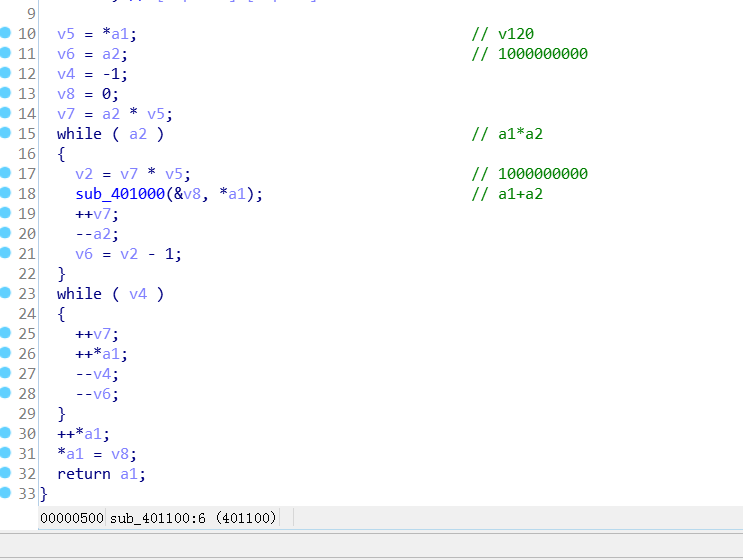 9
10 v5 = *a1; // v120
11 v6 = a2; // 1000000000
12 v4 = -1;
13 v8 = 0;
14 v7 = a2 * v5;
15 while ( a2 ) // a1*a2
16 {
17 v2 = v7 * v5; // 1000000000
18 sub_401000(&v8, *a1); // a1+a2
19 ++v7;
20 --a2;
21 v6 = v2 - 1;
22 }
23 while ( v4 )
24 {
25 ++v7;
26 ++*a1;
27 --v4;
28 --v6;
29 }
30 ++*a1;
31 *a1 = v8;
32 return a1;
33 }
00000500 sub_401100:6 (401100)